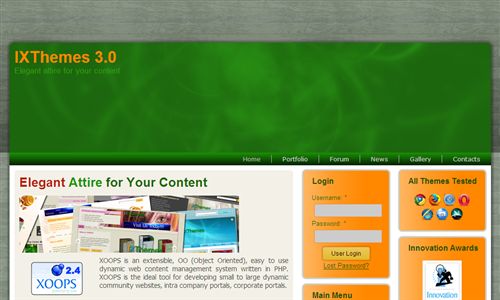 IXThemes 3.0
Elegant attire for your content
Home
Portfolio
Forum
News
Gallery
Contacts
Elegant Attire for Your Content
XOOPS is an extensible, OO (Object Oriented), easy to
use dynamic web content management system written in PHP.
XOOPS is the ideal tool for developing small to large dynamic
community websites, intra company portals, corporate portals.
2.4
XOOPS
Login
Username: *
Password: *
User Login
Lost Password?
Main Menu
All Themes Tested
Innovation Awards
Innovation